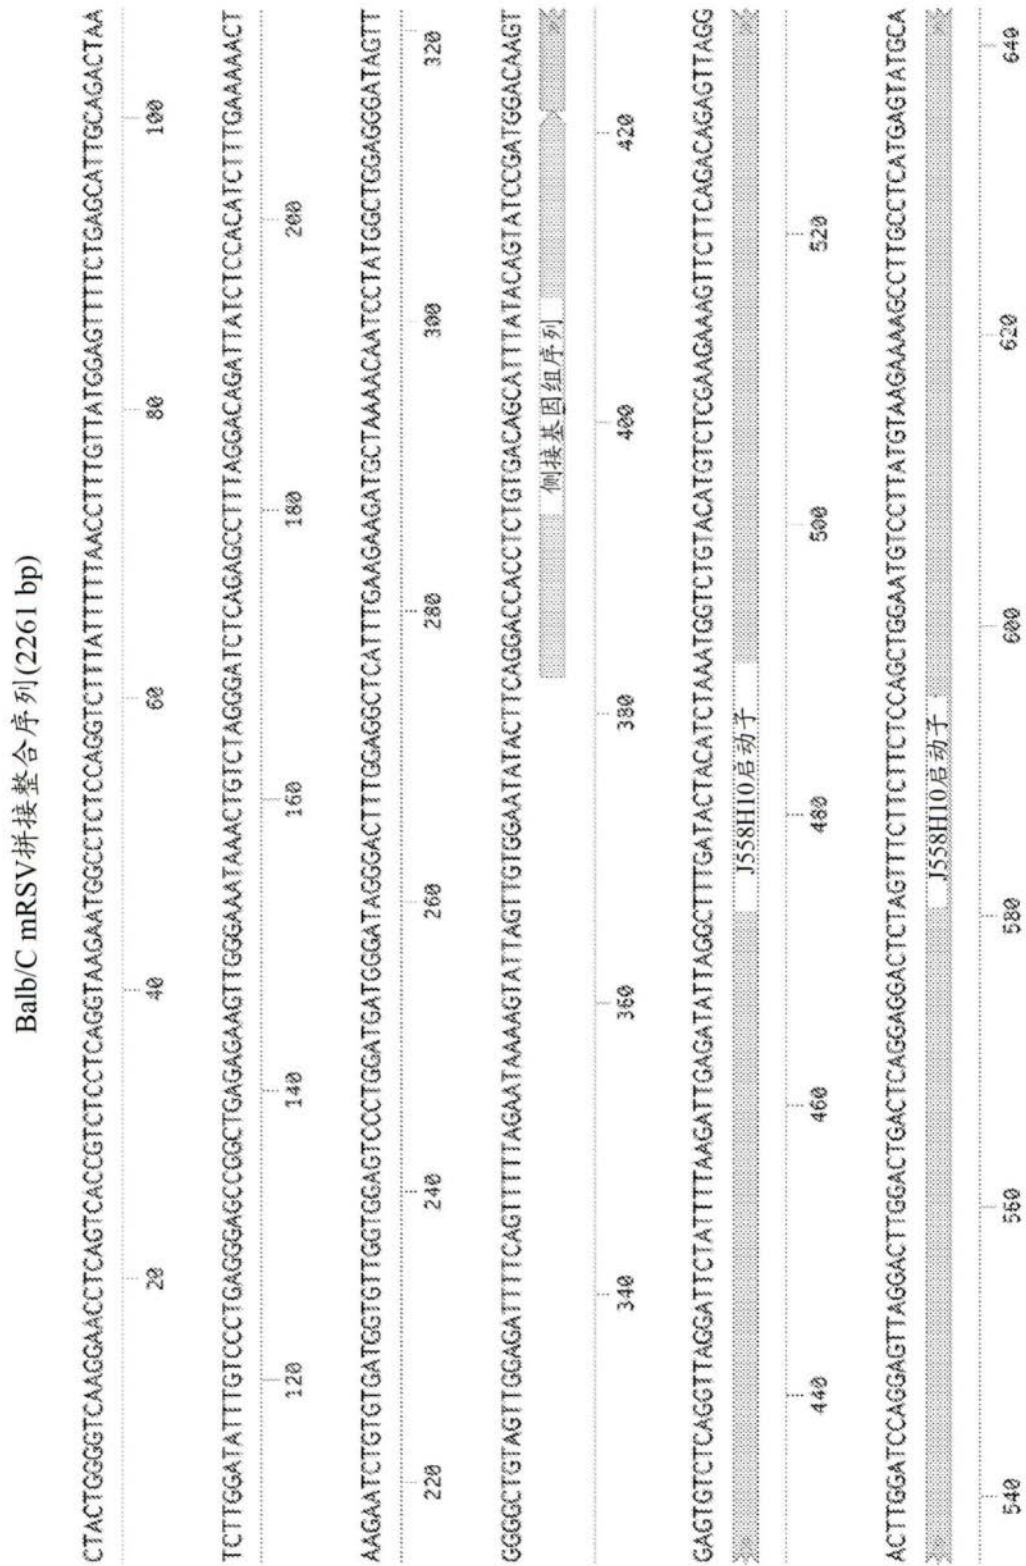 Balb/C mRSV拼接整合序列(2261 bp)
CTACTGGGGTCAAGGAACCTCAGTCACCGTCTCCTCAGGTAAGAATGGCCTCTCCAGGTCTTTATTTTTAACCTTTGTTATGGAGTTTTCTGAGCATTGCAGACTAA
20 40 60 80 100
TCTTGGATATTTGTCCCTGAGGGAGCCGGCTGAGAGAAGTTGGGAAATAAACTGTCTAGGGATCTCAGAGCCTTTAGGACAGATTATCTCCACATCTTTGAAAAACT
120 140 160 180 200
AAGAATCTGTGTGATGGTGTTGGTGGAGTCCCTGGATGATGGGATAGGGACTTTGGAGGCTCATTTGAAGAAGATGCTAAAACAATCCTATGGCTGGAGGGATAGTT
220 240 260 280 300 320
GGGGCTGTAGTTGGAGATTTTCAGTTTTTAGAATAAAAGTATTAGTTGTGGAATATACTTCAGGACCACCTCTGTGACAGCATTTATACAGTATCCGATGGACAAGT
侧接基因组序列
340 360 380 400 420
GAGTGTCTCAGGTTAGGATTCTATTTTTAAGATTGAGATATTAGGCTTTGATACTACATCTAAATGGTCTGTACATGTCTCGAAGAAAGTTCTTCAGACAGAGTTAGG
J558H10启动子
440 460 480 500 520
ACTTGGATCCAGGAGTTAGGACTTGGACTGACTCAGGAGGACTCTAGTTTCTTCTTCTCCAGCTGGAATGTCCTTATGTAAGAAAAGCCTTGCCTCATGAGTATGCA
J558H10启动子
540 560 580 600 620 640